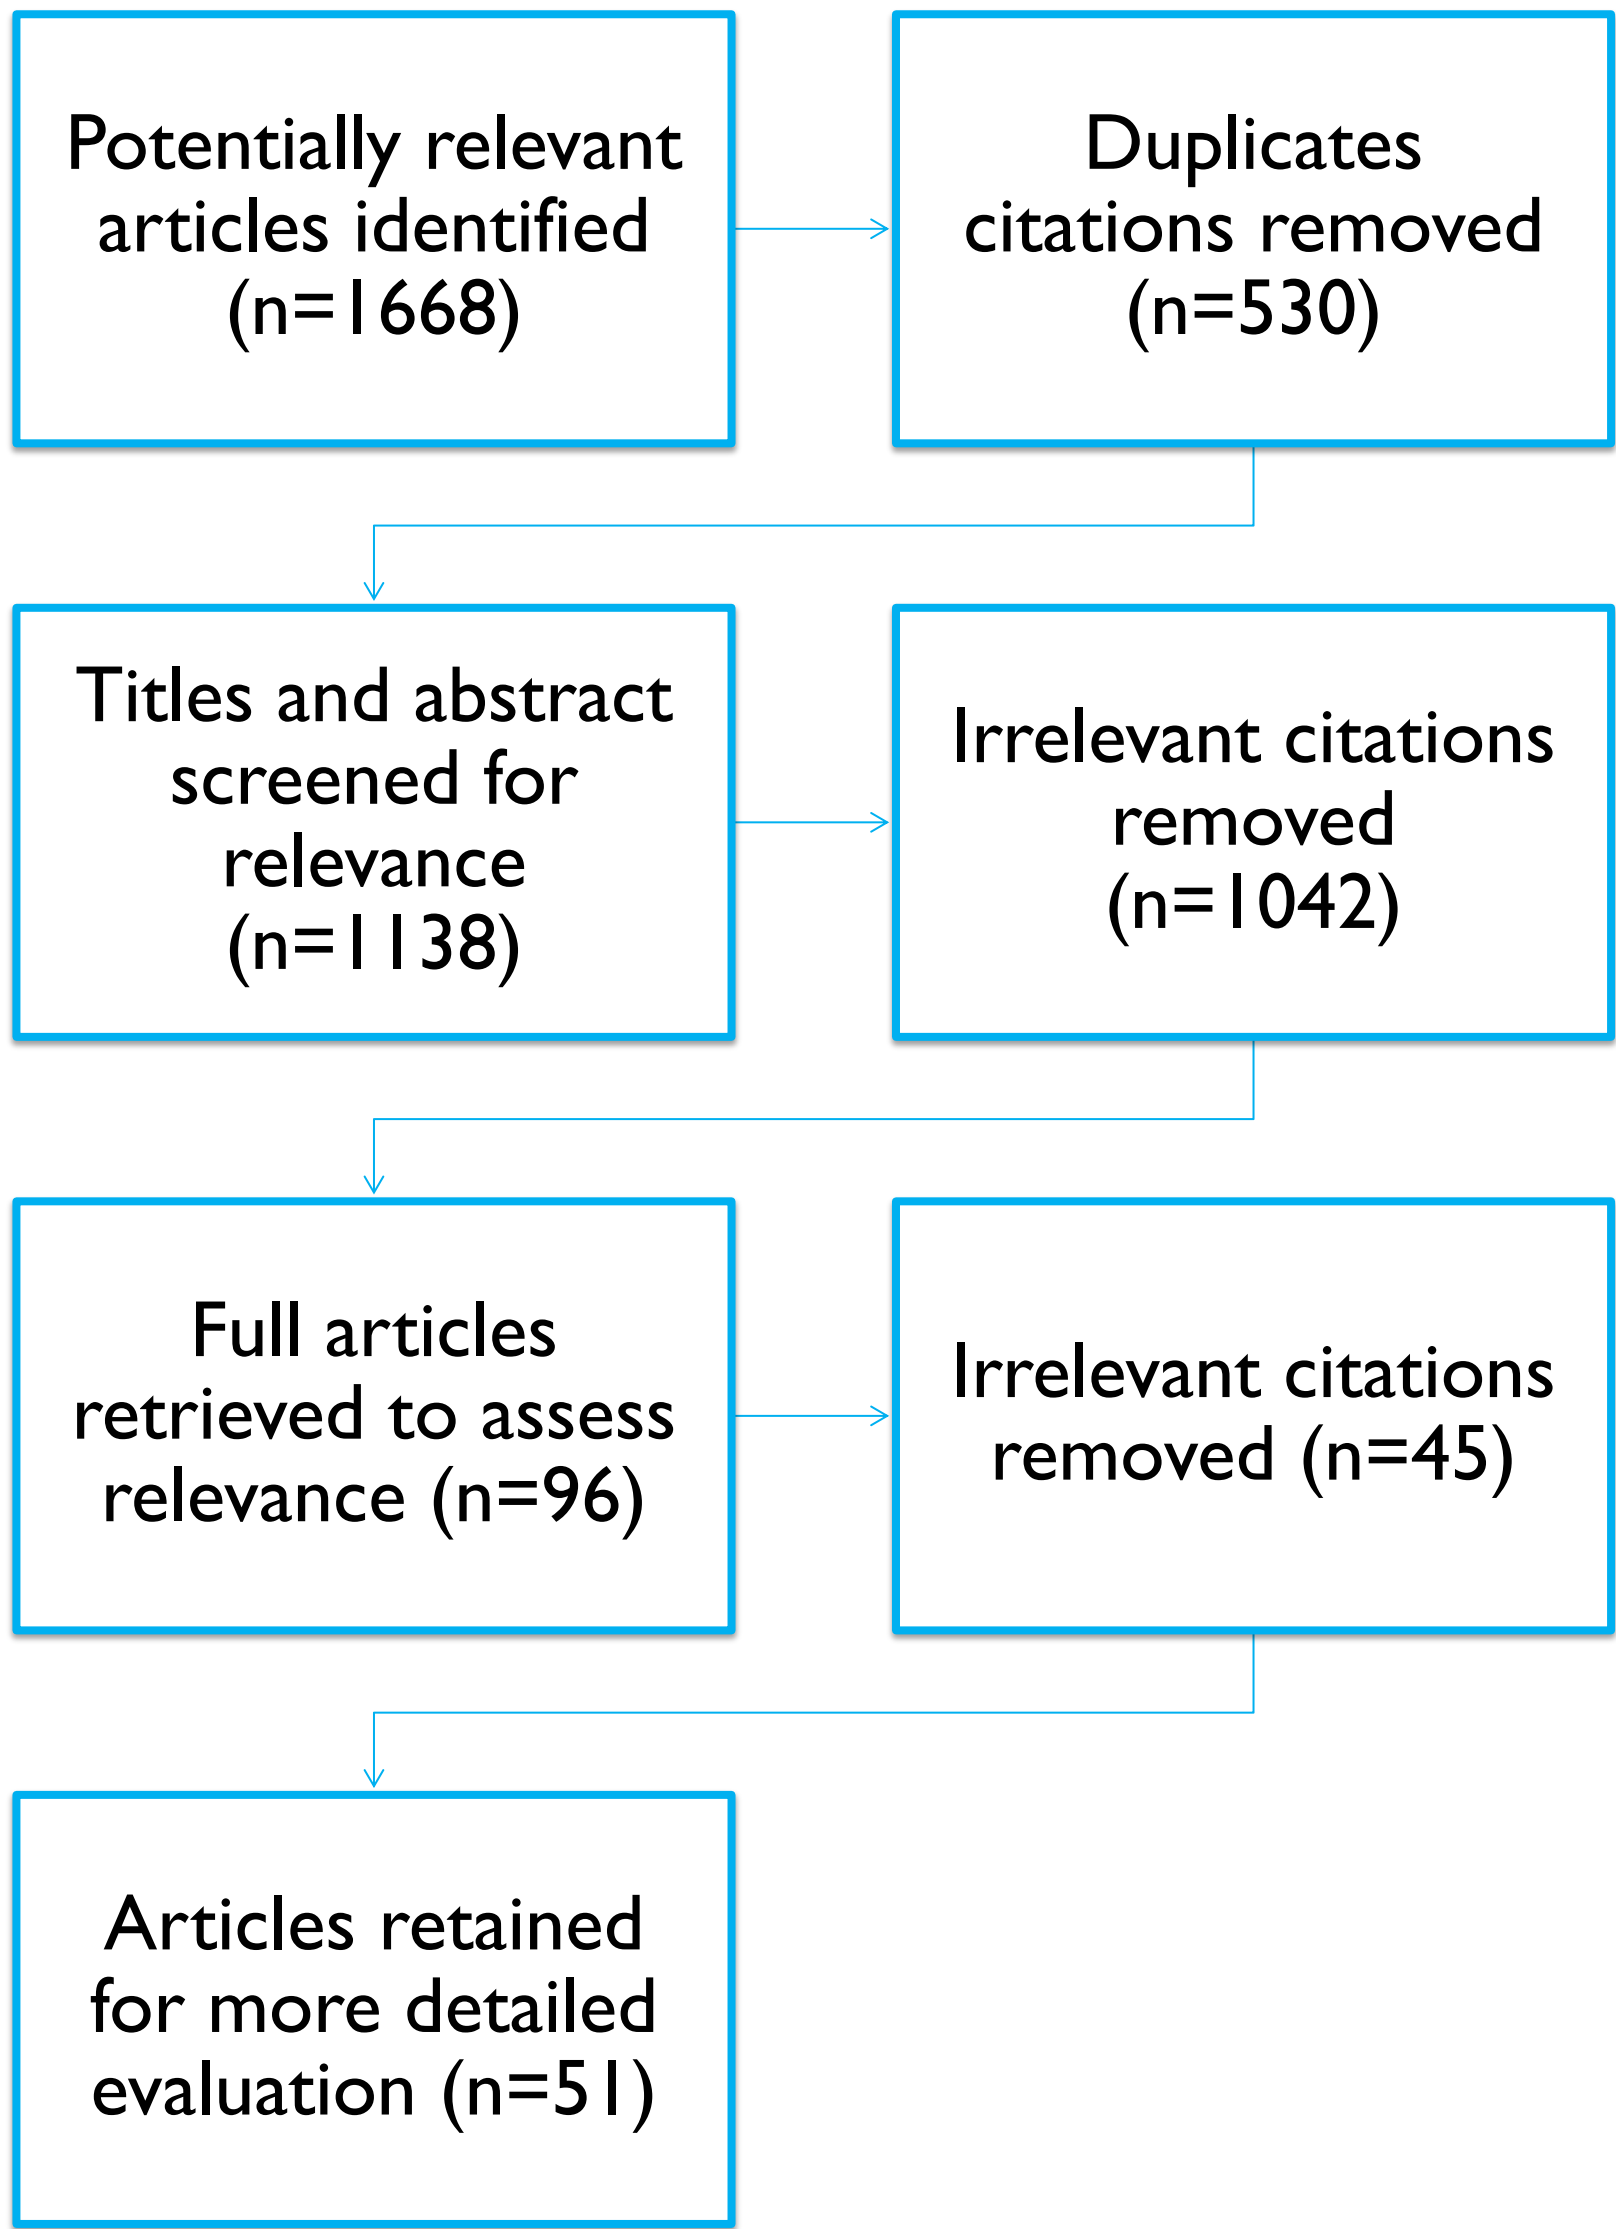 Potentially relevant
articles identified
(n=1668)
Duplicates
citations removed
(n=530)
Titles and abstract
screened for
relevance
(n=1138)
Irrelevant citations
removed
(n=1042)
Full articles
retrieved to assess
relevance (n=96)
Irrelevant citations
removed (n=45)
Articles retained
for more detailed
evaluation (n=51)